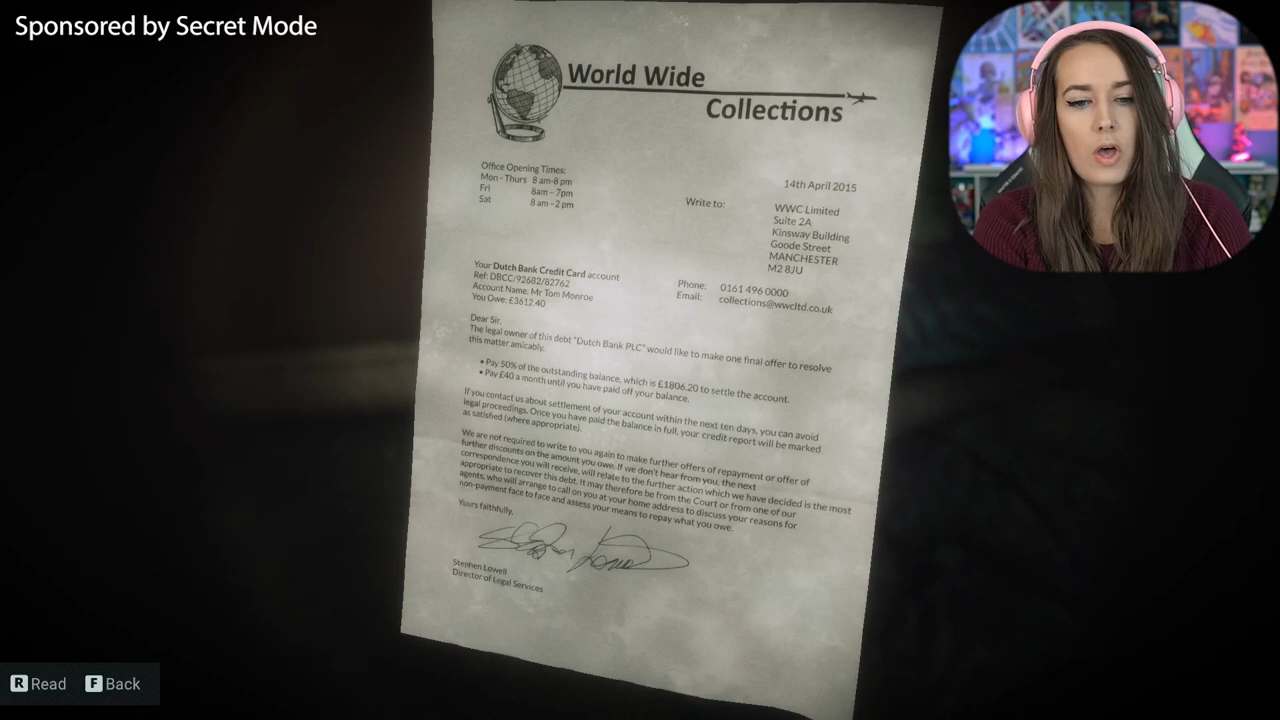 Sponsored by Secret Mode
World Wide
Collections
Office Opening Times:
Mon - Thurs 8 am-8 pm
Fri 8am – 7pm
Sat 8 am – 2 pm
14th April 2015
Write to: WWC Limited
Suite 2A
Kinsway Building
Goode Street
MANCHESTER
M2 8JU
Your Dutch Bank Credit Card account
Ref: DBCC/92682/82762
Account Name: Mr Tom Monroe
You Owe: £3612.40
Phone: 0161 496 0000
Email: collections@wwcltd.co.uk
Dear Sir,
The legal owner of this debt "Dutch Bank PLC" would like to make one final offer to resolve
this matter amicably.
• Pay 50% of the outstanding balance, which is £1806.20 to settle the account.
• Pay £40 a month until you have paid off your balance.
If you contact us about settlement of your account within the next ten days, you can avoid
legal proceedings. Once you have paid the balance in full, your credit report will be marked
as satisfied (where appropriate).
We are not required to write to you again to make further offers of repayment or offer of
further discounts on the amount you owe. If we don't hear from you, the next
correspondence you will receive, will relate to the further action which we have decided is the most
appropriate to recover this debt. It may therefore be from the Court or from one of our
agents, who will arrange to call on you at your home address to discuss your reasons for
non-payment face to face and assess your means to repay what you owe.
Yours faithfully,
Stephen Lowell
Director of Legal Services
R Read F Back